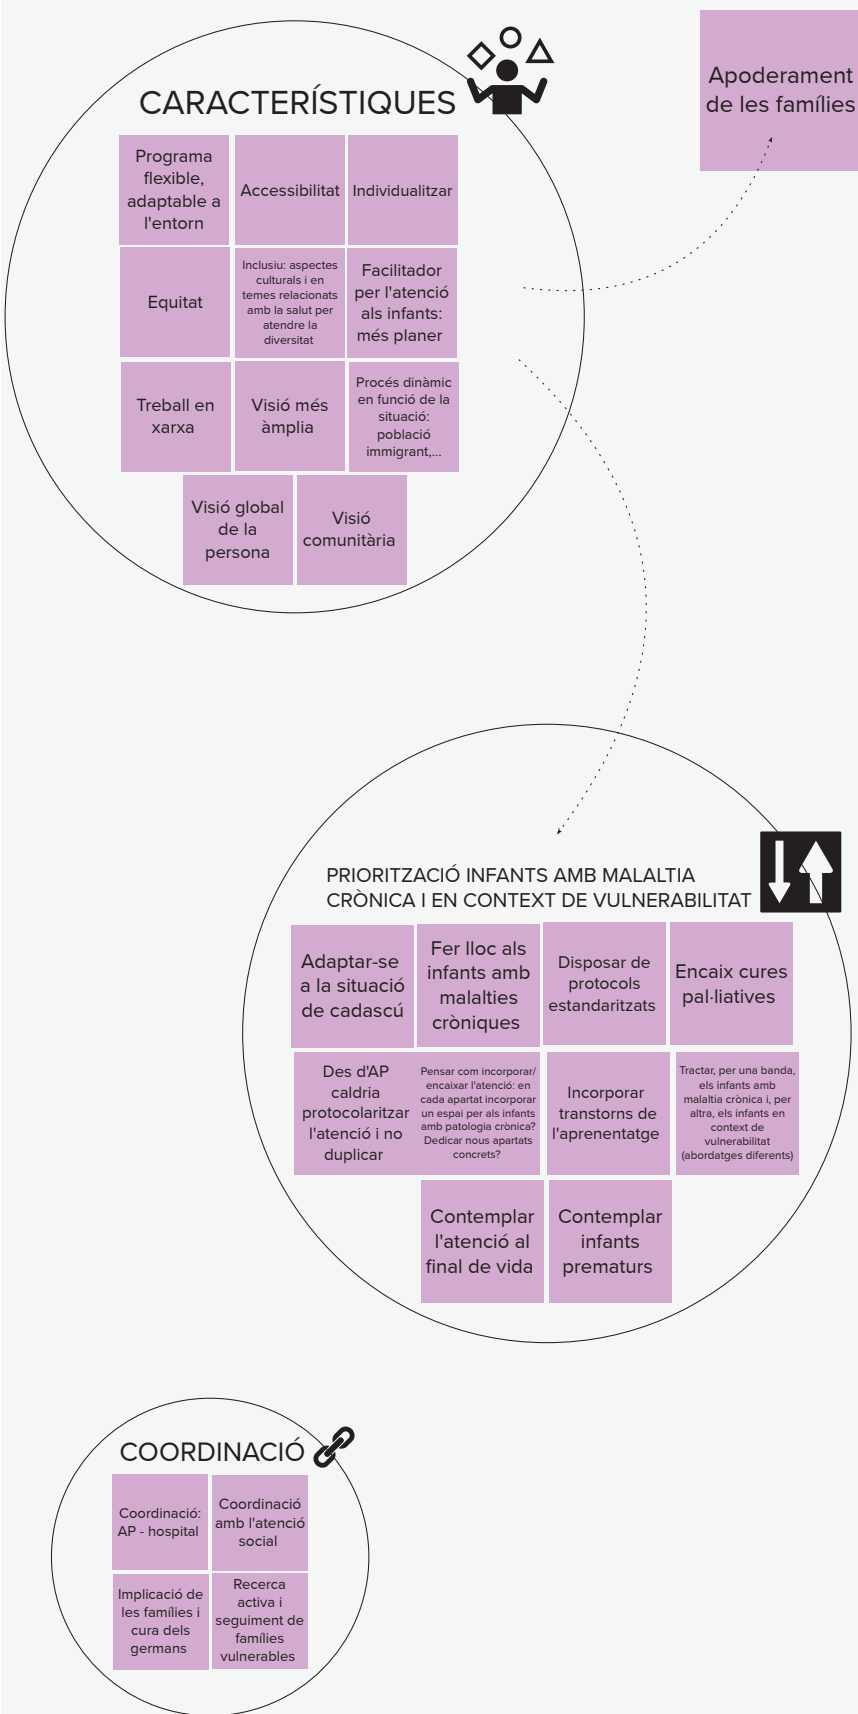 CARACTERÍSTIQUES
Apoderament
de les famílies
Programa
flexible,
adaptable a
l'entorn
Accessibilitat
Individualitzar
Equitat
Inclusiu: aspectes
culturals i en
temes relacionats
amb la salut per
atendre la
diversitat
Facilitador
per l'atenció
als infants:
més planer
Treball en
xarxa
Visió més
àmplia
Procés dinàmic
en funció de la
situació:
població
immigrant,...
Visió global
de la
persona
Visió
comunitària
PRIORITZACIÓ INFANTS AMB MALALTIA
CRÒNICA I EN CONTEXT DE VULNERABILITAT
Adaptar-se
a la situació
de cadascú
Fer lloc als
infants amb
malalties
cròniques
Disposar de
protocols
estandaritzats
Encaix cures
pal·liatives
Des d'AP
caldria
protocolaritzar
l'atenció i no
duplicar
Pensar com incorporar/
encaixar l'atenció: en
cada apartat incorporar
un espai per als infants
amb patologia crònica?
Dedicar nous apartats
concrets?
Incorporar
transtorns de
l'aprenentatge
Tractar, per una banda,
els infants amb
malaltia crònica i, per
altra, els infants en
context de
vulnerabilitat
(abordatges diferents)
Contemplar
l'atenció al
final de vida
Contemplar
infants
prematurs
COORDINACIÓ
Coordinació:
AP - hospital
Coordinació
amb l'atenció
social
Implicació de
les famílies i
cura dels
germans
Recerca
activa i
seguiment de
famílies
vulnerables